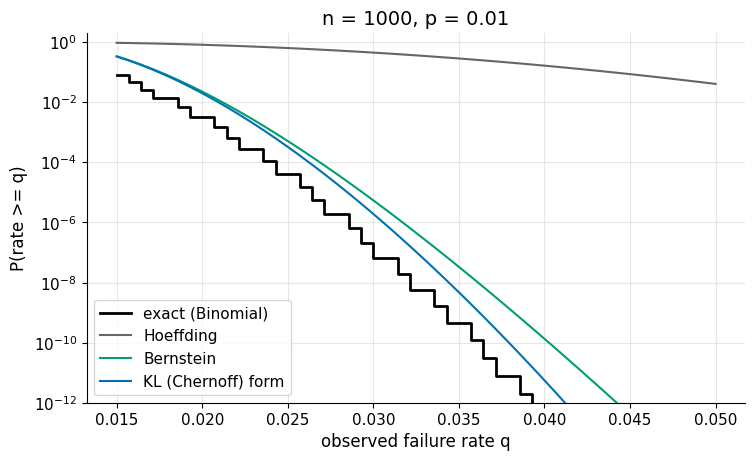 n = 1000, p = 0.01
P(rate >= q)
10⁰
10⁻²
10⁻⁴
10⁻⁶
10⁻⁸
10⁻¹⁰
10⁻¹²
exact (Binomial)
Hoeffding
Bernstein
KL (Chernoff) form
0.015 0.020 0.025 0.030 0.035 0.040 0.045 0.050
observed failure rate q